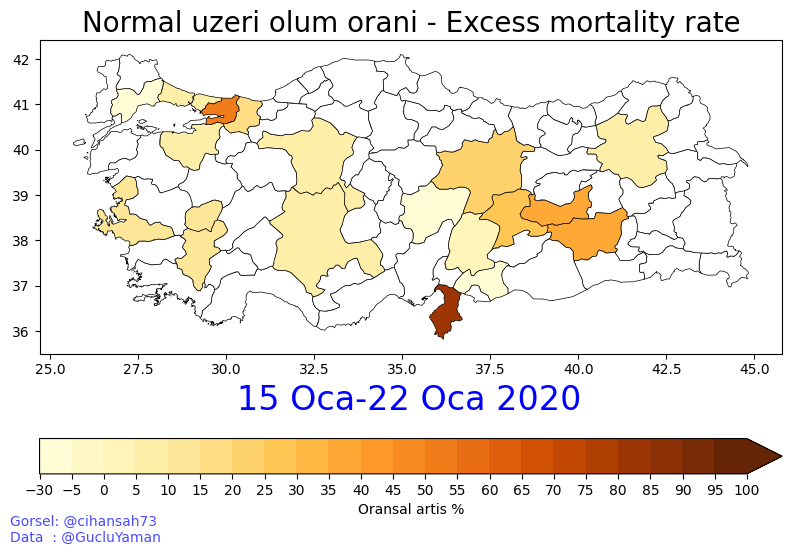 Normal uzeri olum orani - Excess mortality rate
42
41
40
39
38
37
36
25.0 27.5 30.0 32.5 35.0 37.5 40.0 42.5 45.0
15 Oca-22 Oca 2020
−30 −5 0 5 10 15 20 25 30 35 40 45 50 55 60 65 70 75 80 85 90 95 100
Oransal artis %
Gorsel: @cihansah73
Data : @GucluYaman